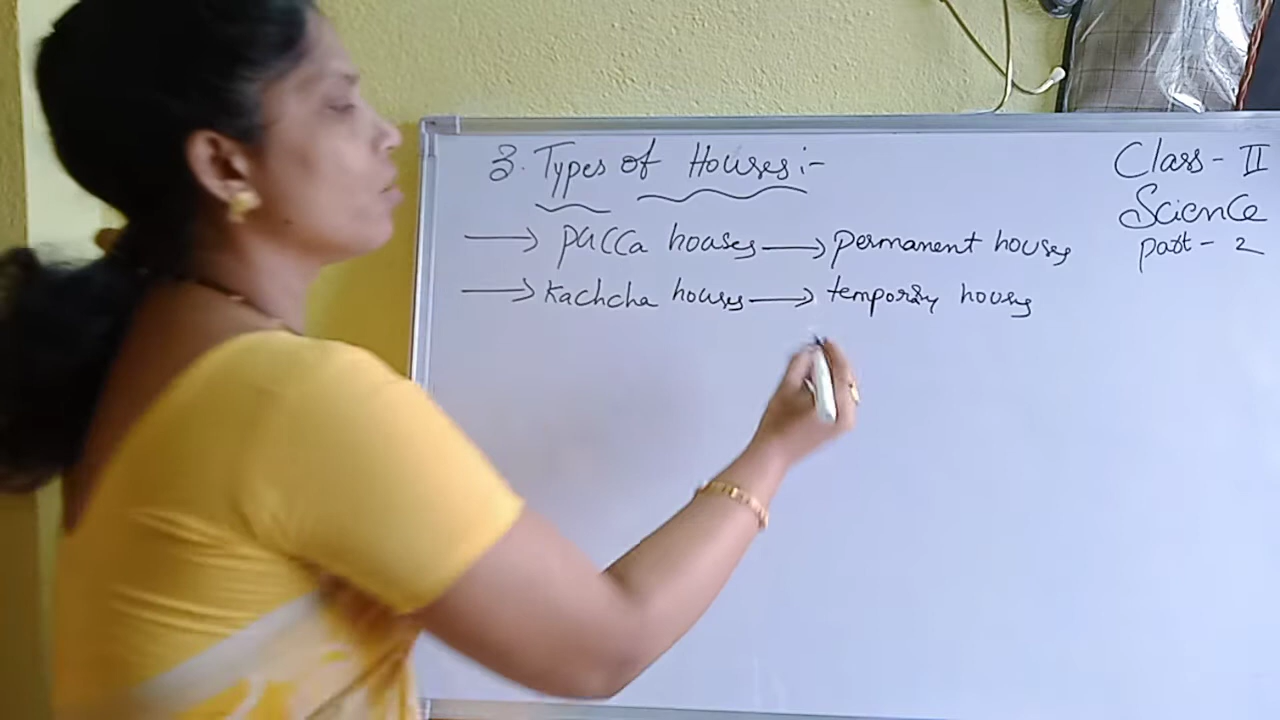 3. Types of Houses:-
→ pucca houses → permanent houses
→ kachcha houses → temporary houses
Class - II
Science
part - 2